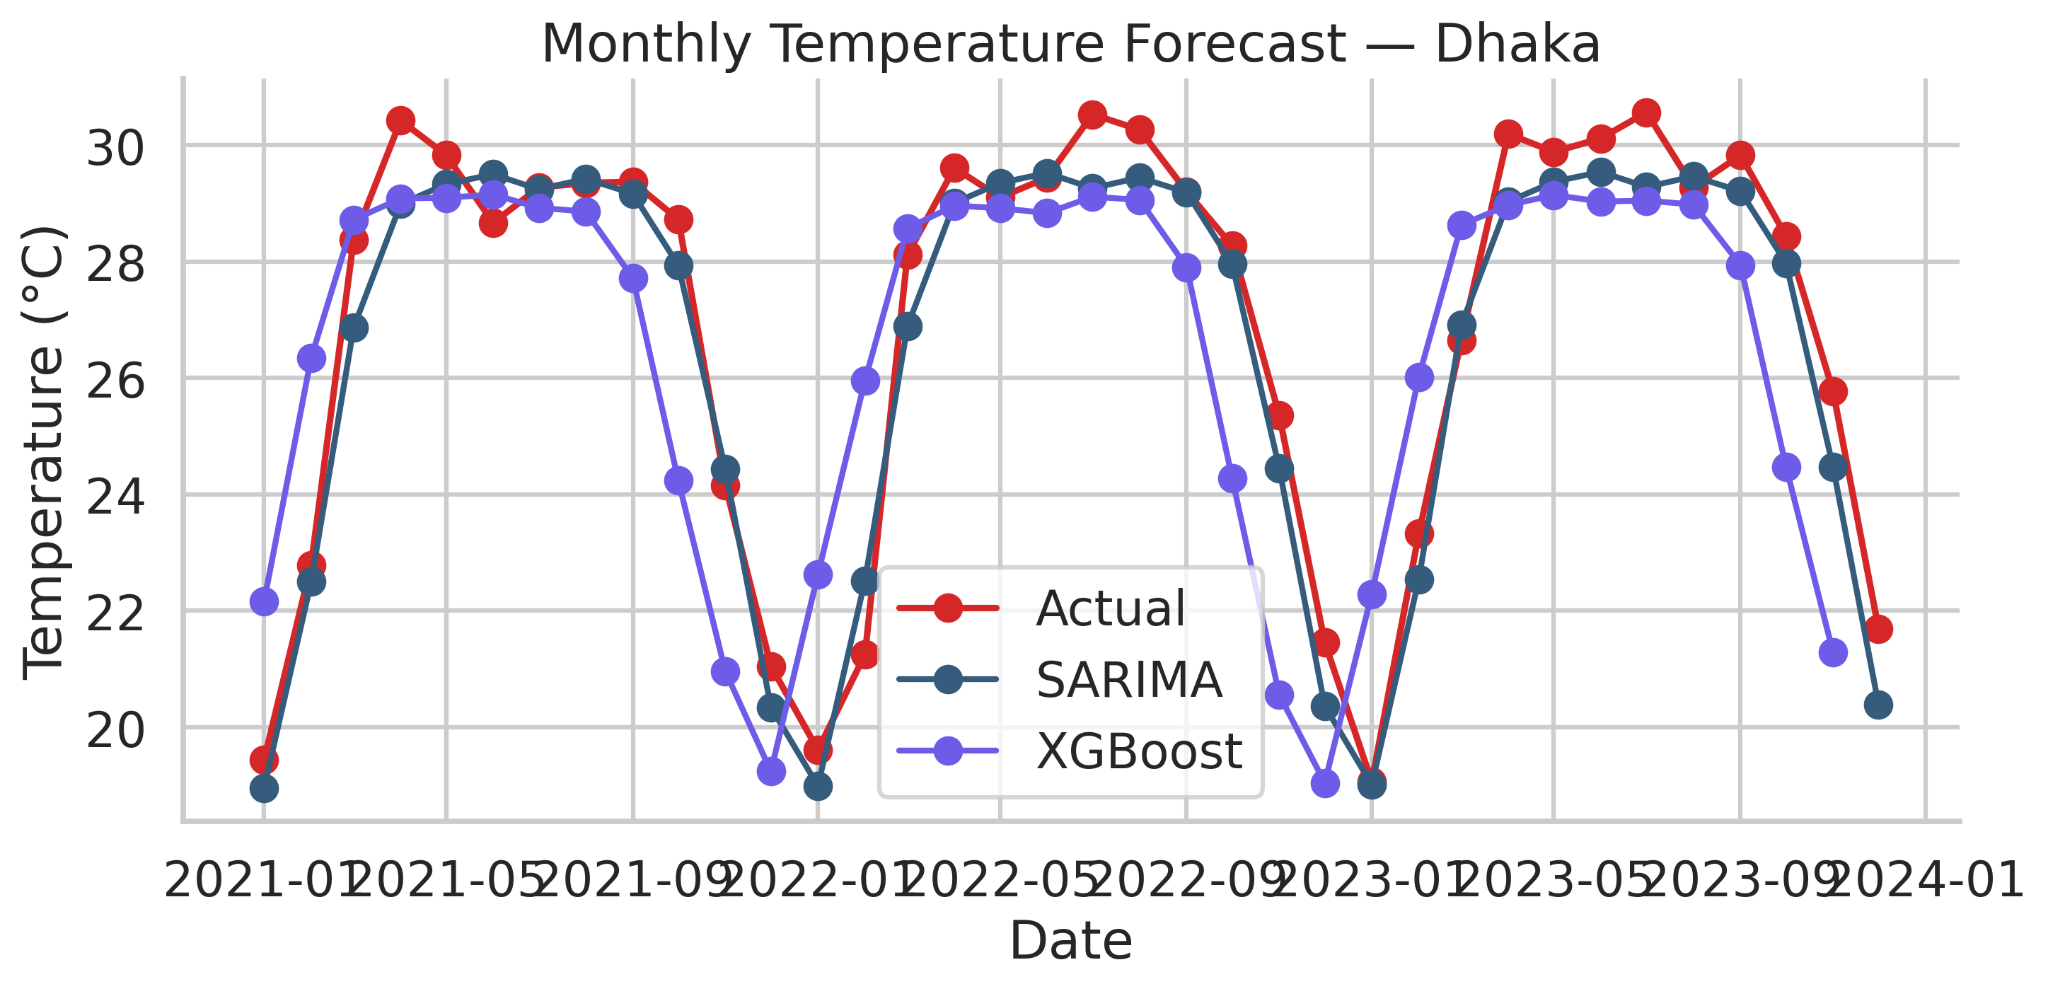 Monthly Temperature Forecast — Dhaka
Temperature (°C)
30
28
26
24
22
20
Actual
SARIMA
XGBoost
2021-01
2021-05
2021-09
2022-01
2022-05
2022-09
2023-01
2023-05
2023-09
2024-01
Date